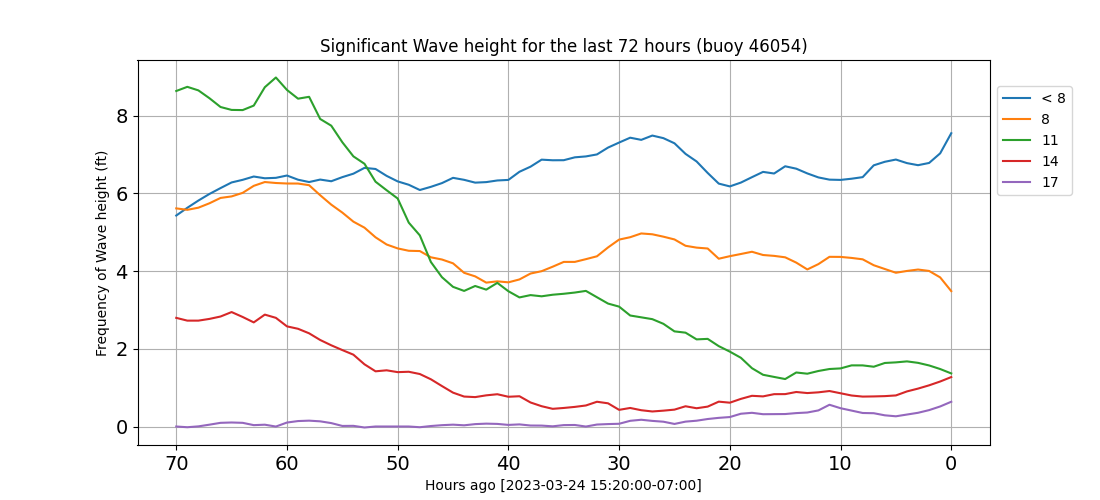 Significant Wave height for the last 72 hours (buoy 46054)
Frequency of Wave height (ft)
8
6
4
2
0
70 60 50 40 30 20 10 0
Hours ago [2023-03-24 15:20:00-07:00]
< 8
8
11
14
17